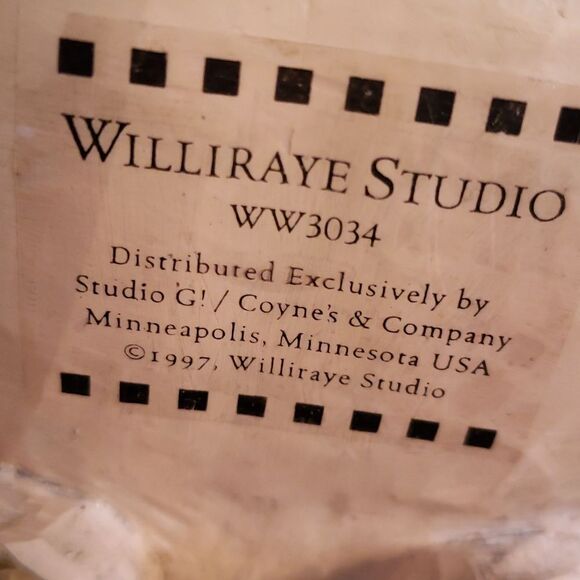 WILLIRAYE STUDIO
WW3034
Distributed Exclusively by
Studio G! / Coyne's & Company
Minneapolis, Minnesota USA
©1997, Williraye Studio